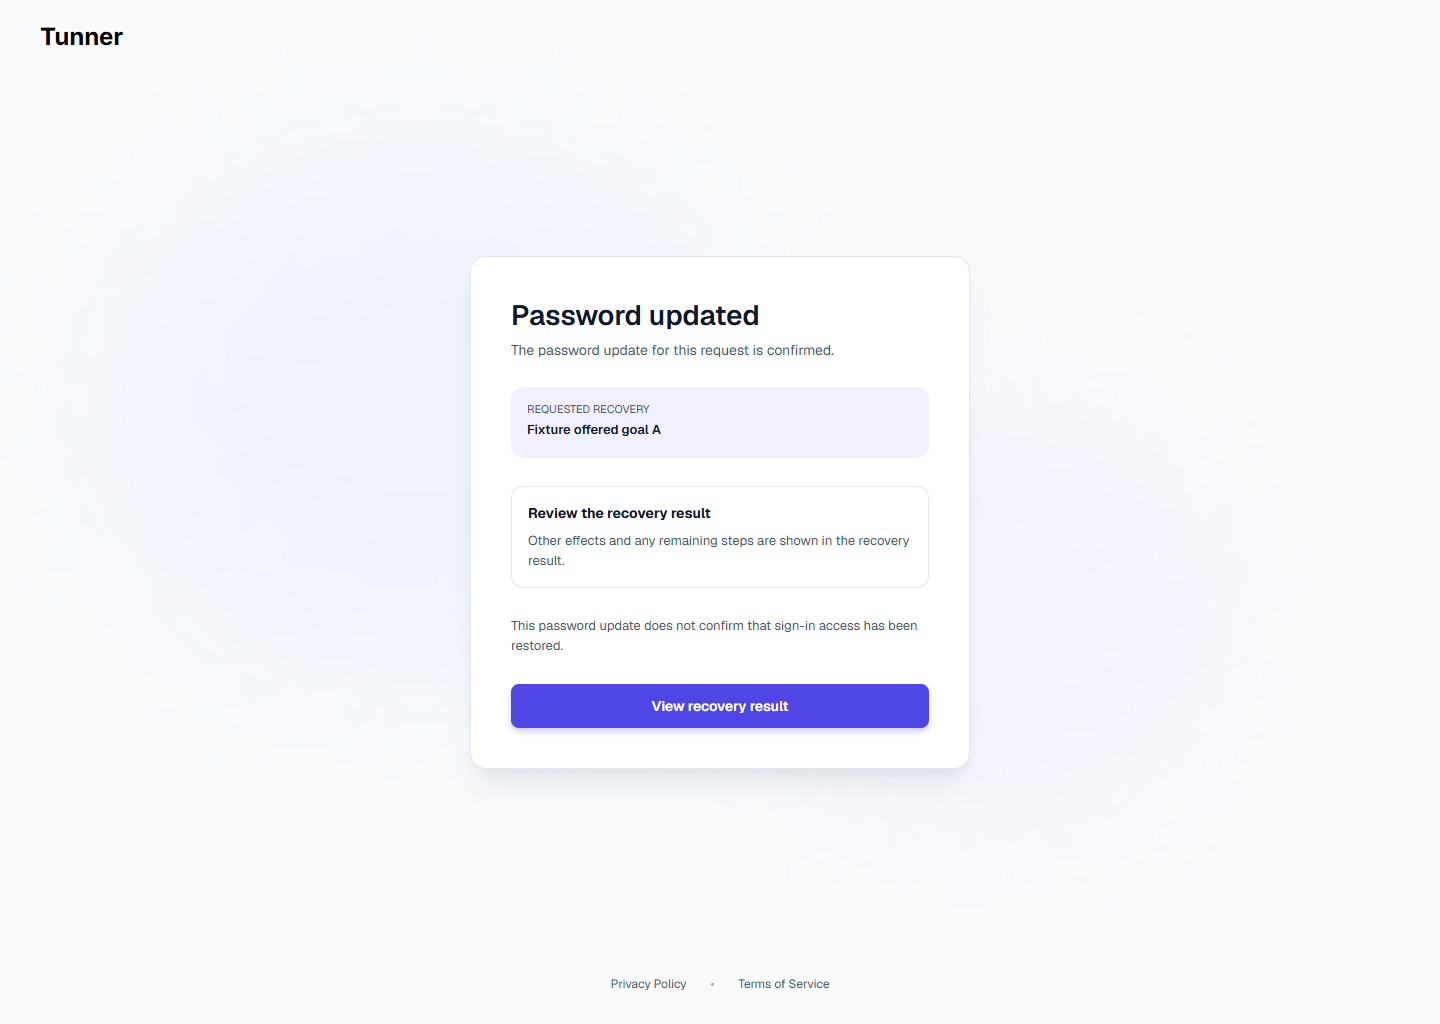 Tunner
Password updated
The password update for this request is confirmed.
REQUESTED RECOVERY
Fixture offered goal A
Review the recovery result
Other effects and any remaining steps are shown in the recovery
result.
This password update does not confirm that sign-in access has been
restored.
View recovery result
Privacy Policy • Terms of Service